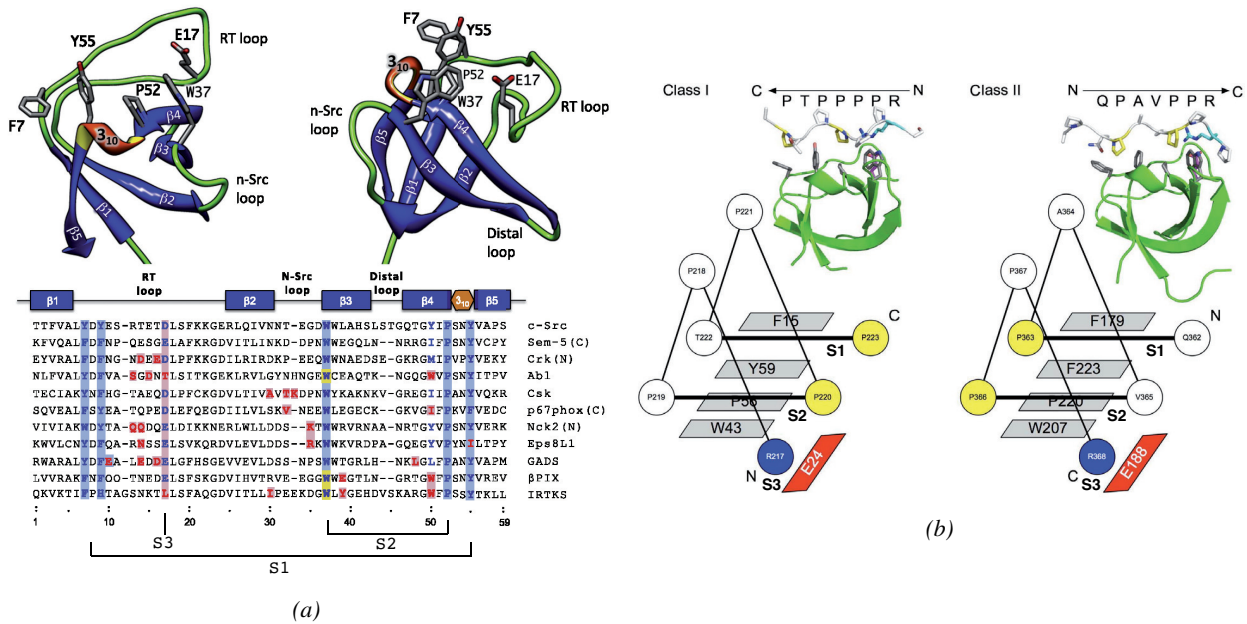 F7
Y55
E17
RT loop
3₁₀
P52
W37
β4
β3
n-Src
loop
β2
β1
β5
F7
Y55
3₁₀
P52
W37
E17
RT loop
n-Src
loop
β5
β4
β3
β1
β2
Distal
loop
RT
loop
N-Src
loop
Distal
loop
β1
β2
β3
β4
3₁₀
β5
TTFVALYDYES-RTETDLSFKKGERLQIVNNT-EGDWWLAHSLSTGQTGYIPSNYVAPS c-Src
KFVQALFDFNP-QESGELAFKRGDVITLINKD-DPNWWEGQLN--NRRGIFPSNYVCPY Sem-5(C)
EYVRALFDFNG-NDEEDLPFKKGDILRIRDKP-EEQWWNAEDSE-GKRGMIPVPYVEKY Crk(N)
NLFVALYDFVA-SGDNTLSITKGEKLRVLGYNHNGEWCEAQTK--NGQGWVPSNYITPV Abl
TECIAKYNFHG-TAEQDLPFCKGDVLTIVAVTKDPNWYKAKNKV-GREGIIPANYVQKR Csk
SQVEALFSYEA-TQPEDLEFQEGDIILVLSKV-NEEWLEGECK--GKVGIFPKVFVEDC p67phox(C)
VVIVAKWDYTA-QQDQELDIKKNERLWLLDDS-KTWWRVRNAA-NRTGYVPSNYVERK Nck2(N)
KWVLCNYDFQA-RNSSELSVKQRDVLEVLDDS-RKWWKVRDPA-GQEGYVPYNILTPY Eps8L1
RWARALYDFEA-LEDDELGFHSGEVVEVLDSS-NPSWWTGRLH--NKLGLFPANYVAPM GADS
LVVRAKFNFQQ-TNEDELSFSKGDVIHVTRVE-EGGWWEGTLN--GRTGWFPSNYVREV βPIX
QKVKTIFPHTAGSNKTLLSFAQGDVITLLIPEEKDGWLYGEHDVSKARGWFPSSYTKLL IRTKS
1 10 20 30 40 50 59
S3
S2
S1
(a)
Class I
C N
P T P P P P R
P221
P218
F15
C
T222
P223
S1
Y59
P219
P56
P220
S2
W43
R217
N
S3
E24
Class II
N C
Q P A V P P R
A364
P367
F179
N
P363
Q362
S1
F223
P366
P220
V365
S2
W207
R368
C
S3
E188
(b)